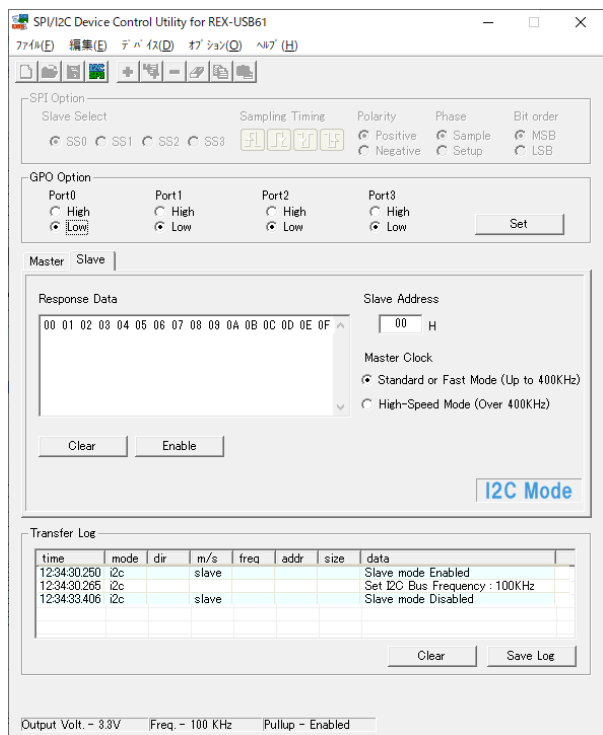 SPI/I2C Device Control Utility for REX-USB61
ファイル(F) 編集(E) デバイス(D) オプション(O) ヘルプ(H)
SPI Option
Slave Select Sampling Timing Polarity Phase Bit order
SS0 SS1 SS2 SS3 Positive Sample MSB
Negative Setup LSB
GPO Option
Port0 Port1 Port2 Port3
High High High High
Low Low Low Low Set
Master Slave
Response Data Slave Address
00 01 02 03 04 05 06 07 08 09 0A 0B 0C 0D 0E 0F 00 H
Master Clock
Standard or Fast Mode (Up to 400KHz)
High-Speed Mode (Over 400KHz)
Clear Enable
I2C Mode
Transfer Log
time mode dir m/s freq addr size data
12:34:30.250 i2c slave Slave mode Enabled
12:34:30.265 i2c Set I2C Bus Frequency : 100KHz
12:34:33.406 i2c slave Slave mode Disabled
Clear Save Log
Output Volt. - 3.3V Freq. - 100 KHz Pullup - Enabled